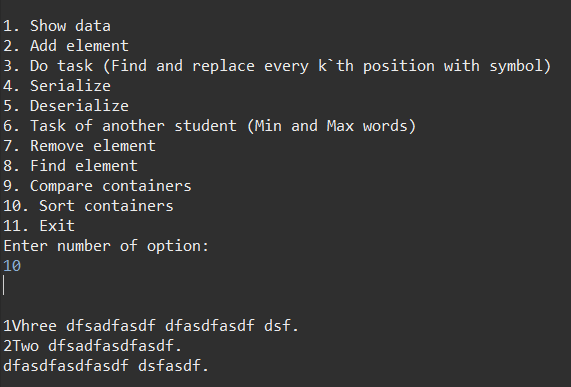 1. Show data
2. Add element
3. Do task (Find and replace every k`th position with symbol)
4. Serialize
5. Deserialize
6. Task of another student (Min and Max words)
7. Remove element
8. Find element
9. Compare containers
10. Sort containers
11. Exit
Enter number of option:
10
1Vhree dfsadfasdf dfasdfasdf dsf.
2Two dfsadfasdfasdf.
dfasdfasdfasdf dsfasdf.